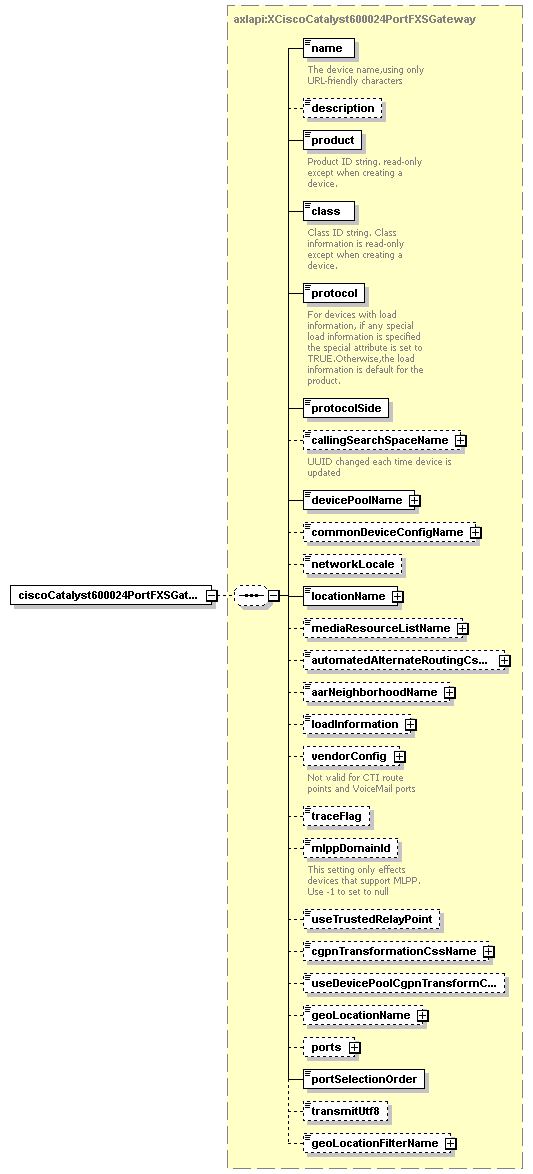 axlapi:XCiscoCatalyst600024PortFXSGateway
name
The device name,using only
URL-friendly characters
description
product
Product ID string. read-only
except when creating a
device.
class
Class ID string. Class
information is read-only
except when creating a
device.
protocol
For devices with load
information, if any special
load information is specified
the special attribute is set to
TRUE.Otherwise,the load
information is default for the
product.
protocolSide
callingSearchSpaceName
UUID changed each time device is
updated
devicePoolName
commonDeviceConfigName
networkLocale
ciscoCatalyst600024PortFXSGat...
locationName
mediaResourceListName
automatedAlternateRoutingCs...
aarNeighborhoodName
loadInformation
vendorConfig
Not valid for CTI route
points and VoiceMail ports
traceFlag
mlppDomainId
This setting only effects
devices that support MLPP.
Use -1 to set to null
useTrustedRelayPoint
cgpnTransformationCssName
useDevicePoolCgpnTransformC...
geoLocationName
ports
portSelectionOrder
transmitUtf8
geoLocationFilterName